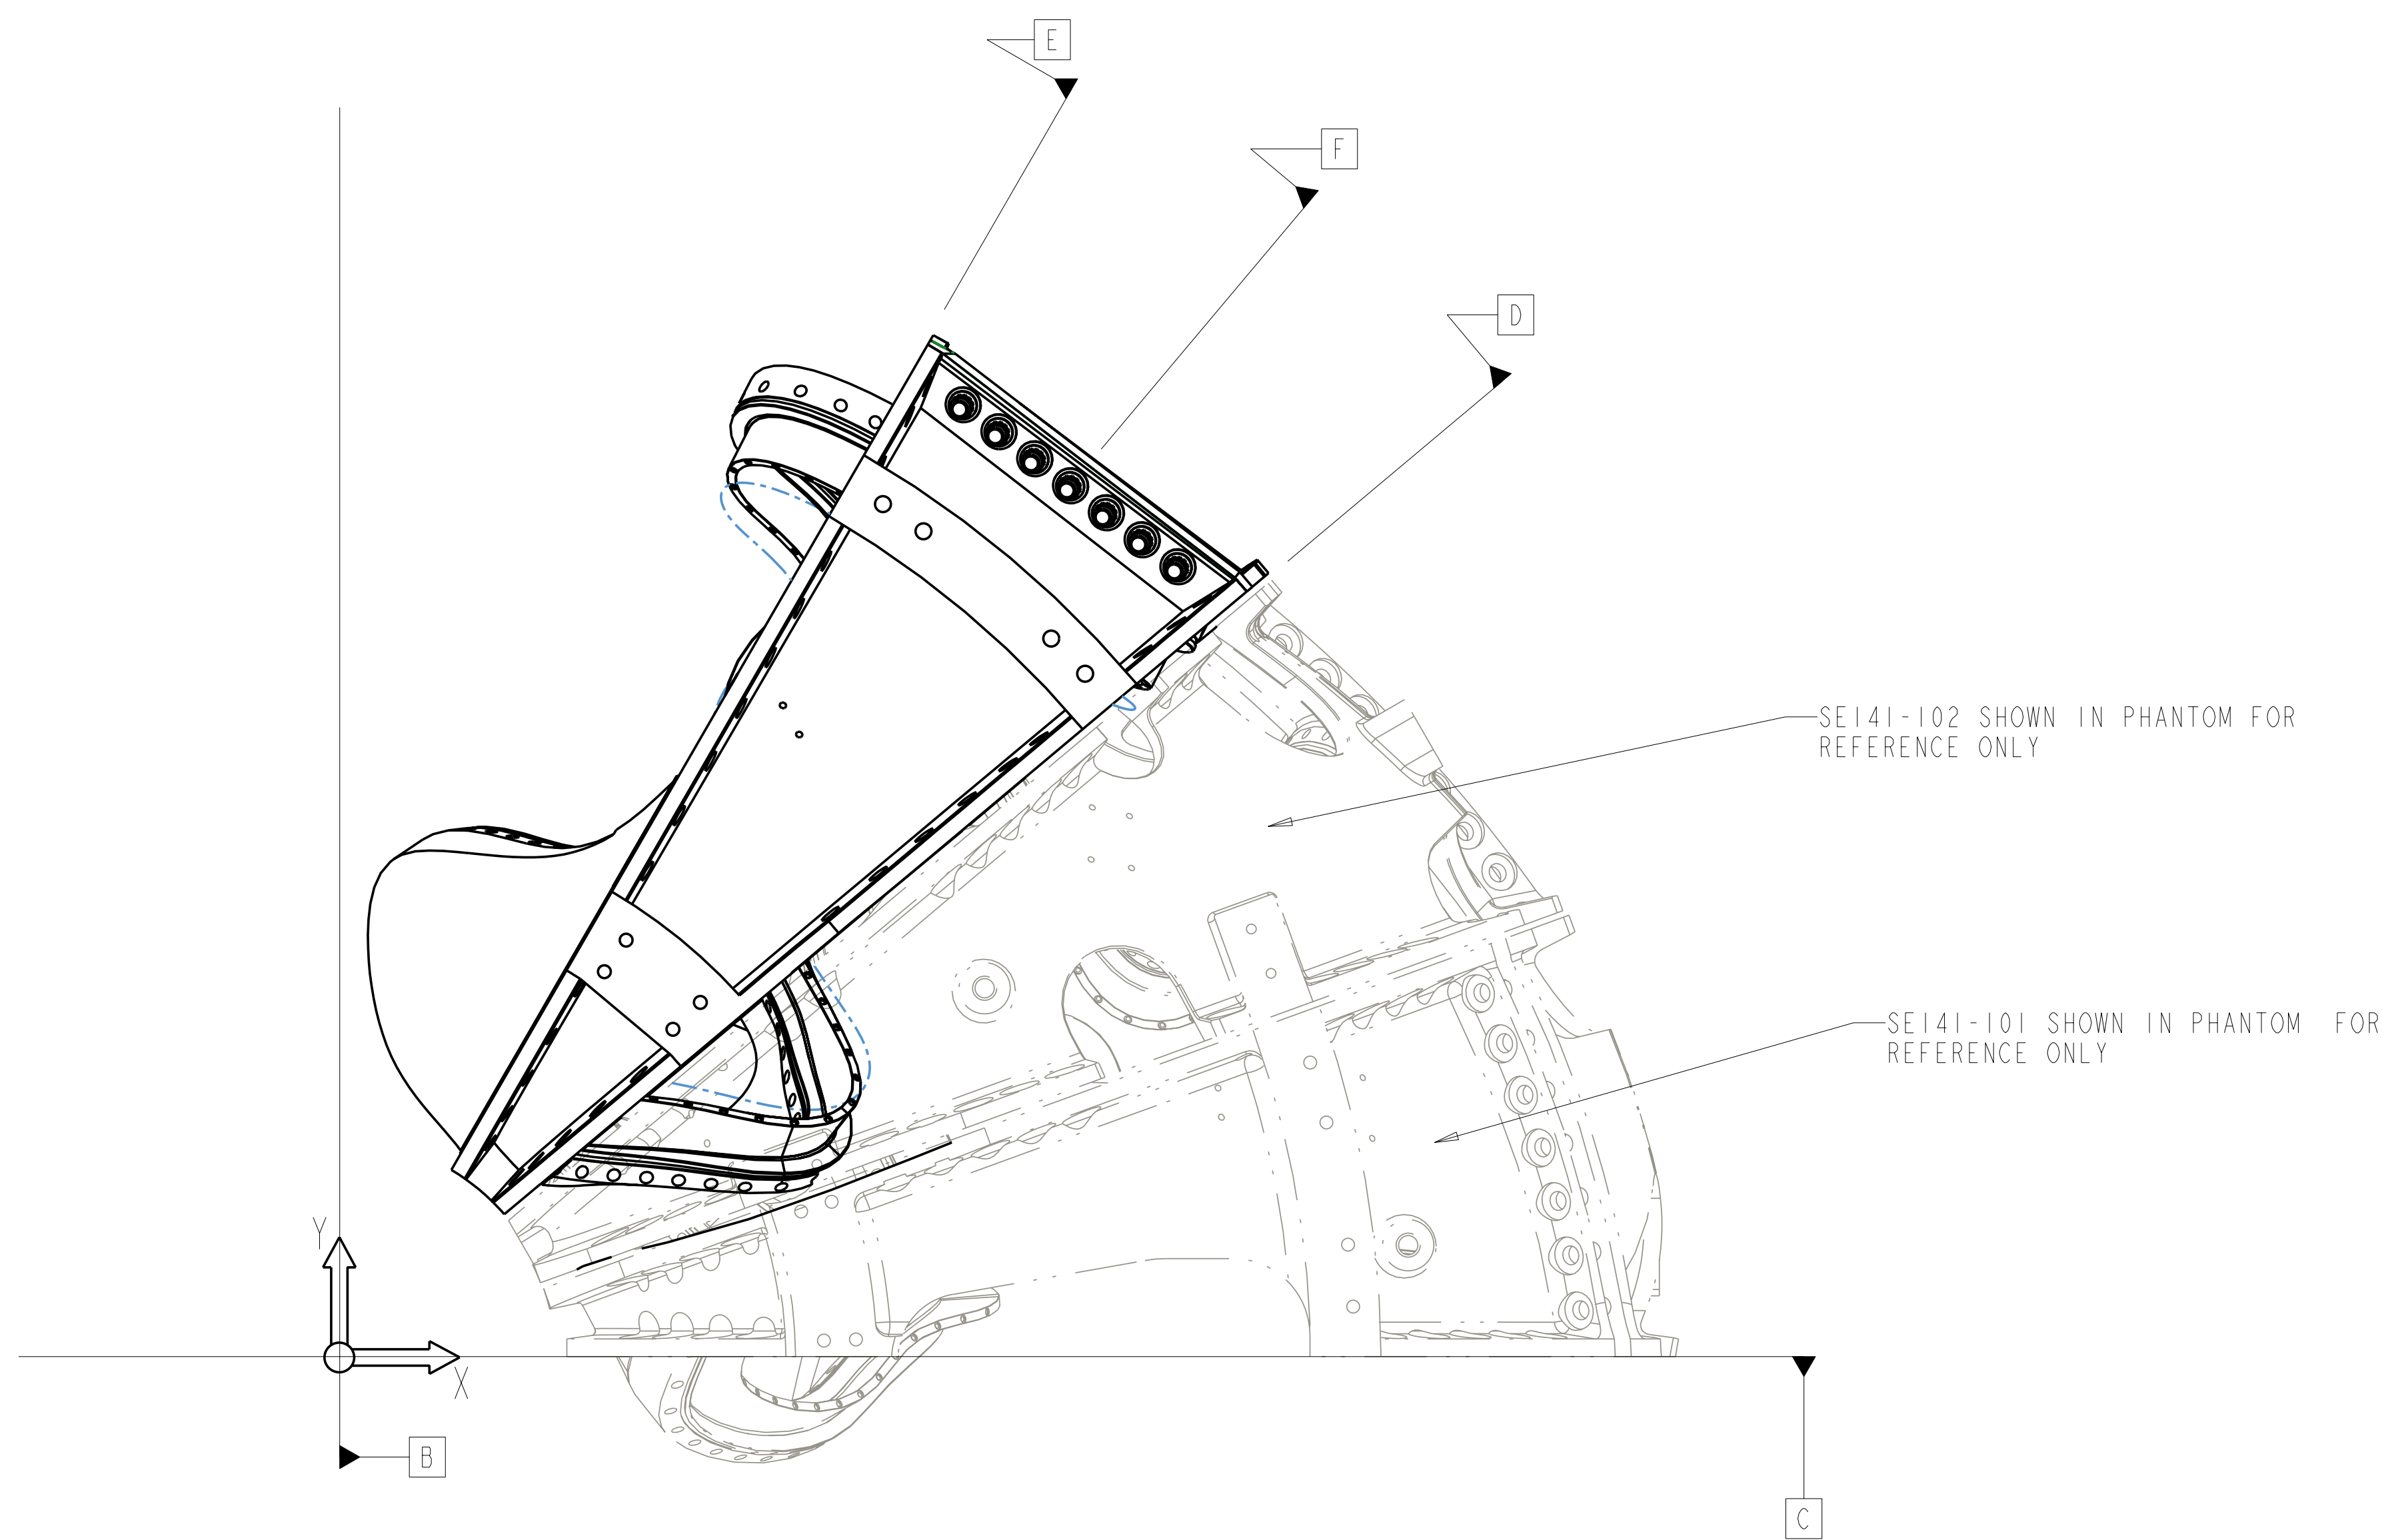 E
F
D
SE141-102 SHOWN IN PHANTOM FOR
REFERENCE ONLY
SE141-101 SHOWN IN PHANTOM FOR
REFERENCE ONLY
Y
X
B
C